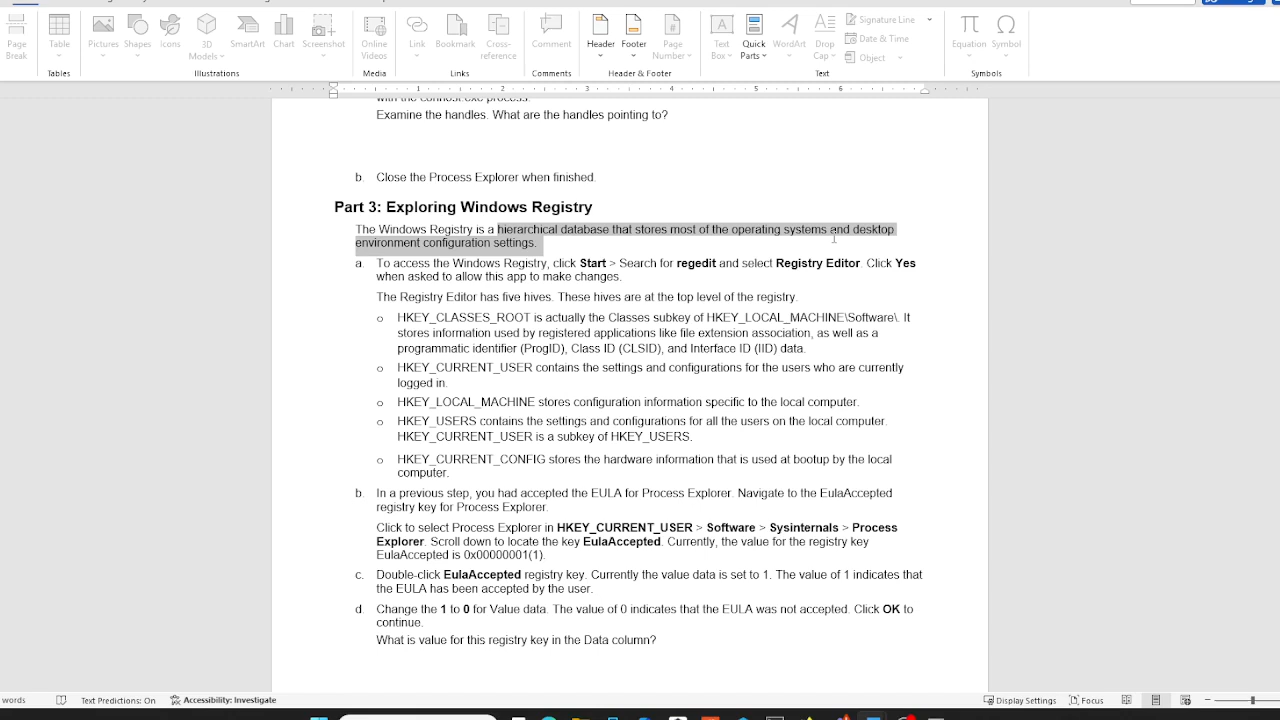 Page Break
Table
Pictures
Shapes
Icons
3D Models
SmartArt
Chart
Screenshot
Online Videos
Link
Bookmark
Cross-reference
Comment
Header
Footer
Page Number
Text Box
Quick Parts
WordArt
Drop Cap
Signature Line
Date & Time
Object
Equation
Symbol
Tables
Illustrations
Media
Links
Comments
Header & Footer
Text
Symbols
1 2 3 4 5 6
with the conhost.exe process.
Examine the handles. What are the handles pointing to?
b. Close the Process Explorer when finished.
Part 3: Exploring Windows Registry
The Windows Registry is a hierarchical database that stores most of the operating systems and desktop
environment configuration settings.
a. To access the Windows Registry, click Start > Search for regedit and select Registry Editor. Click Yes
when asked to allow this app to make changes.
The Registry Editor has five hives. These hives are at the top level of the registry.
o HKEY_CLASSES_ROOT is actually the Classes subkey of HKEY_LOCAL_MACHINE\Software\. It
stores information used by registered applications like file extension association, as well as a
programmatic identifier (ProgID), Class ID (CLSID), and Interface ID (IID) data.
o HKEY_CURRENT_USER contains the settings and configurations for the users who are currently
logged in.
o HKEY_LOCAL_MACHINE stores configuration information specific to the local computer.
o HKEY_USERS contains the settings and configurations for all the users on the local computer.
HKEY_CURRENT_USER is a subkey of HKEY_USERS.
o HKEY_CURRENT_CONFIG stores the hardware information that is used at bootup by the local
computer.
b. In a previous step, you had accepted the EULA for Process Explorer. Navigate to the EulaAccepted
registry key for Process Explorer.
Click to select Process Explorer in HKEY_CURRENT_USER > Software > Sysinternals > Process
Explorer. Scroll down to locate the key EulaAccepted. Currently, the value for the registry key
EulaAccepted is 0x00000001(1).
c. Double-click EulaAccepted registry key. Currently the value data is set to 1. The value of 1 indicates that
the EULA has been accepted by the user.
d. Change the 1 to 0 for Value data. The value of 0 indicates that the EULA was not accepted. Click OK to
continue.
What is value for this registry key in the Data column?
words Text Predictions: On Accessibility: Investigate Display Settings Focus